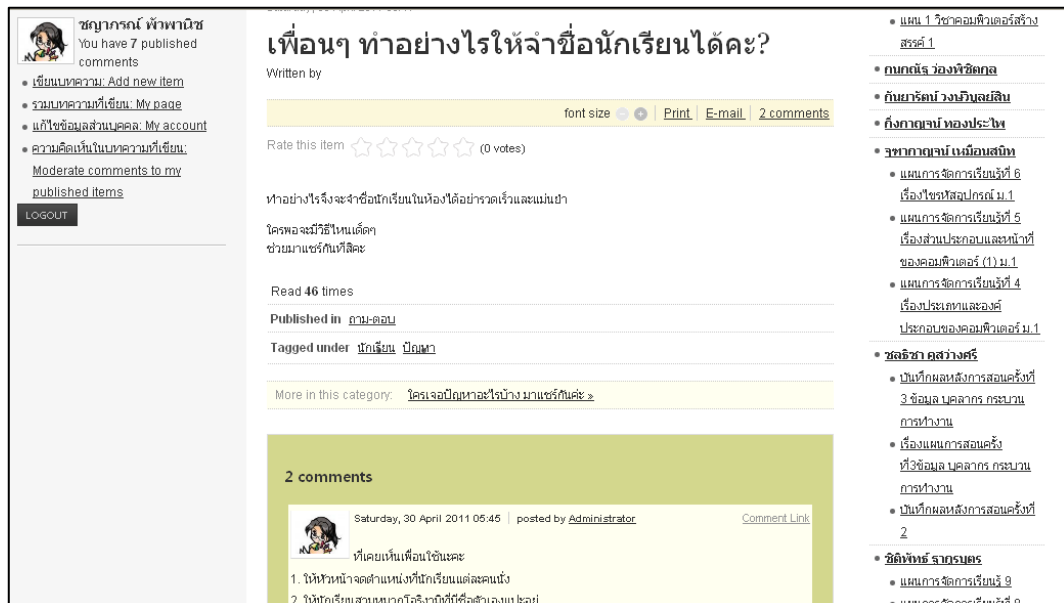 ชญาภรณ์ พัวพานิช
You have 7 published
comments
เขียนบทความ: Add new item
รวมบทความที่เขียน: My page
แก้ไขข้อมูลส่วนบุคคล: My account
ความคิดเห็นในบทความที่เขียน:
Moderate comments to my
published items
LOGOUT
เพื่อนๆ ทำอย่างไรให้จำชื่อนักเรียนได้คะ?
Written by
font size Print E-mail 2 comments
Rate this item (0 votes)
ทำอย่างไรจึงจะจำชื่อนักเรียนในห้องได้อย่ารวดเร็วและแม่นยำ
ใครพอจะมีวิธีไหนเด็ดๆ
ช่วยมาแชร์กันทีสิคะ
Read 46 times
Published in ถาม-ตอบ
Tagged under นักเรียน ปัญหา
More in this category: ใครเจอปัญหาอะไรบ้าง มาแชร์กันค่ะ »
2 comments
Saturday, 30 April 2011 05:45 posted by Administrator Comment Link
ที่เคยเห็นเพื่อนใช้นะคะ
1. ให้หัวหน้าจดตำแหน่งที่นักเรียนแต่ละคนนั่ง
แผน 1 วิชาคอมพิวเตอร์สร้าง
สรรค์ 1
กนกณัฐ ว่องพิชิตกุล
กันยารัตน์ วงษ์วิบูลย์สิน
กิ่งกาญจน์ ทองประไพ
จุฑากาญจน์ เหมือนสนิท
แผนการจัดการเรียนรู้ที่ 6
เรื่องไขรหัสอุปกรณ์ ม.1
แผนการจัดการเรียนรู้ที่ 5
เรื่องส่วนประกอบและหน้าที่
ของคอมพิวเตอร์ (1) ม.1
แผนการจัดการเรียนรู้ที่ 4
เรื่องประเภทและองค์
ประกอบของคอมพิวเตอร์ ม.1
ชลธิชา คูสว่างศรี
บันทึกผลหลังการสอนครั้งที่
3 ข้อมูล บุคลากร กระบวน
การทำงาน
เรื่องแผนการสอนครั้ง
ที่3ข้อมูล บุคลากร กระบวน
การทำงาน
บันทึกผลหลังการสอนครั้งที่
2
ชิติพัทธ์ ฐากรบุตร
แผนการจัดการเรียนรู้ 9